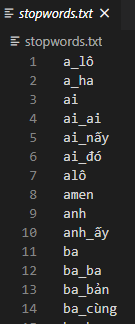 stopwords.txt
stopwords.txt
1 a_lô
2 a_ha
3 ai
4 ai_ai
5 ai_nấy
6 ai_đó
7 alô
8 amen
9 anh
10 anh_ấy
11 ba
12 ba_ba
13 ba_bản
14 ba_cùng